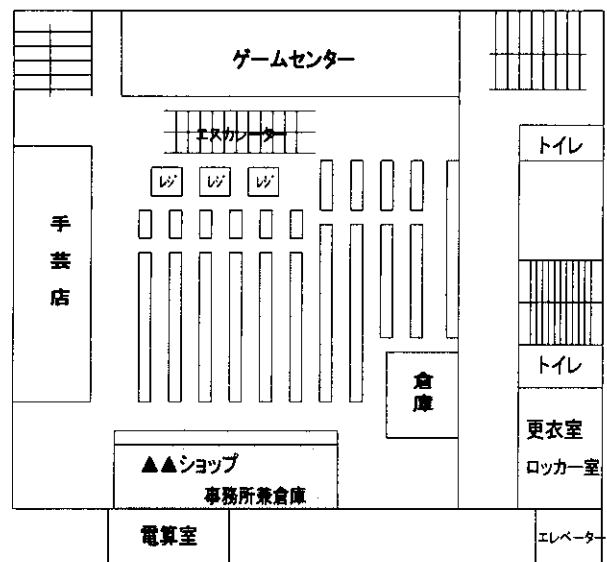 ゲームセンター
エスカレーター
トイレ
レジ
レジ
レジ
手芸店
トイレ
倉庫
更衣室
ロッカー室
▲▲ショップ
事務所兼倉庫
電算室
エレベーター